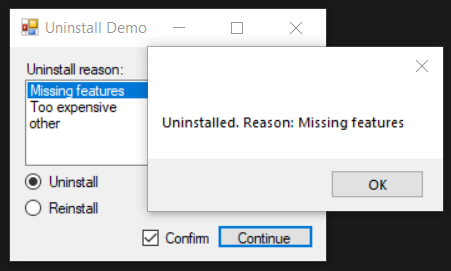 Uninstall Demo
Uninstall reason:
Missing features
Too expensive
other
Uninstall
Reinstall
Confirm
Continue
Uninstalled. Reason: Missing features
OK